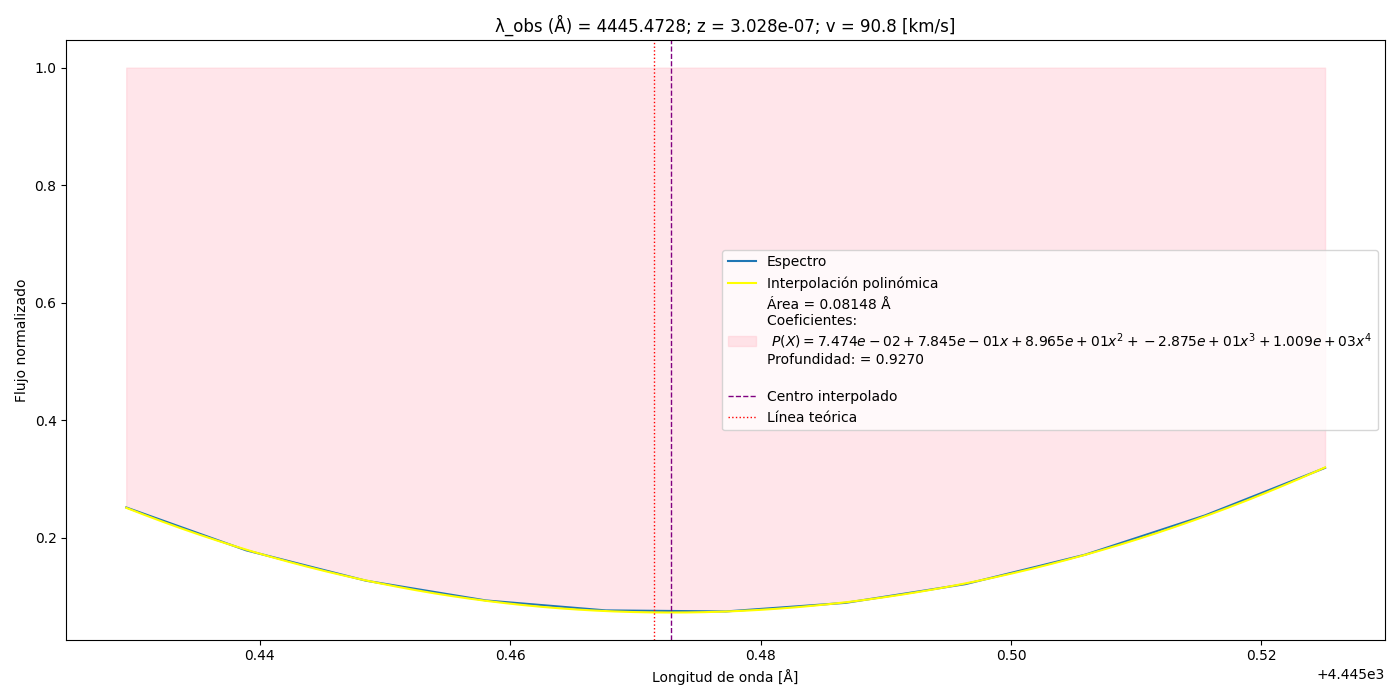 λ_obs (Å) = 4445.4728; z = 3.028e-07; v = 90.8 [km/s]
Flujo normalizado
1.0
0.8
0.6
0.4
0.2
Espectro
Interpolación polinómica
Área = 0.08148 Å
Coeficientes:
P(X) = 7.474e − 02 + 7.845e − 01x + 8.965e + 01x² + −2.875e + 01x³ + 1.009e + 03x⁴
Profundidad: = 0.9270
Centro interpolado
Línea teórica
0.44 0.46 0.48 0.50 0.52
+4.445e3
Longitud de onda [Å]